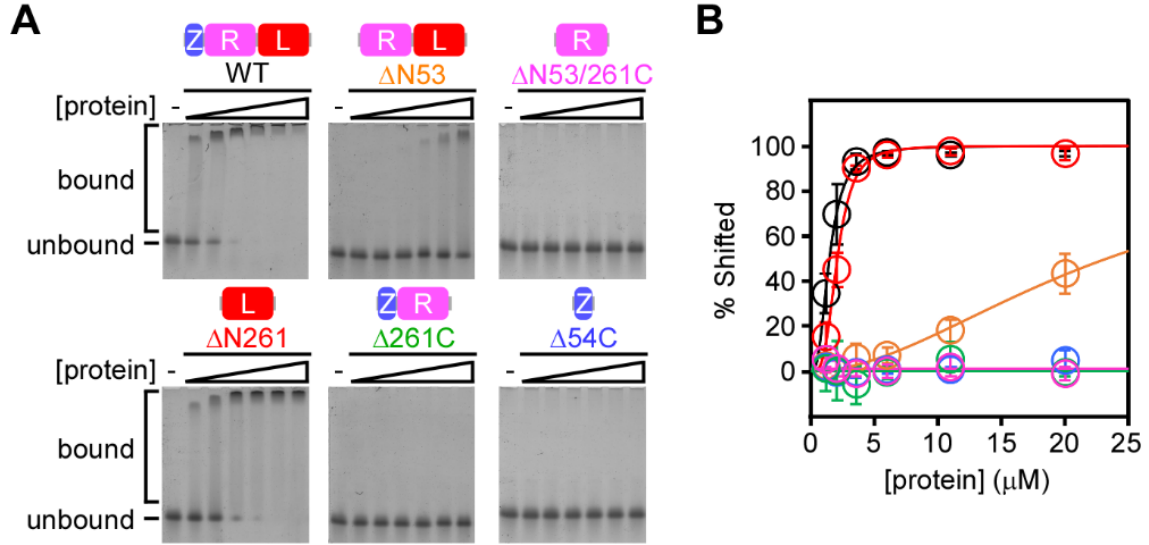 A
Z R L
R L
R
WT
ΔN53
ΔN53/261C
[protein]
-
-
-
bound
unbound
L
Z R
Z
ΔN261
Δ261C
Δ54C
[protein]
-
-
-
bound
unbound
B
% Shifted
100
80
60
40
20
0
0 5 10 15 20 25
[protein] (μM)